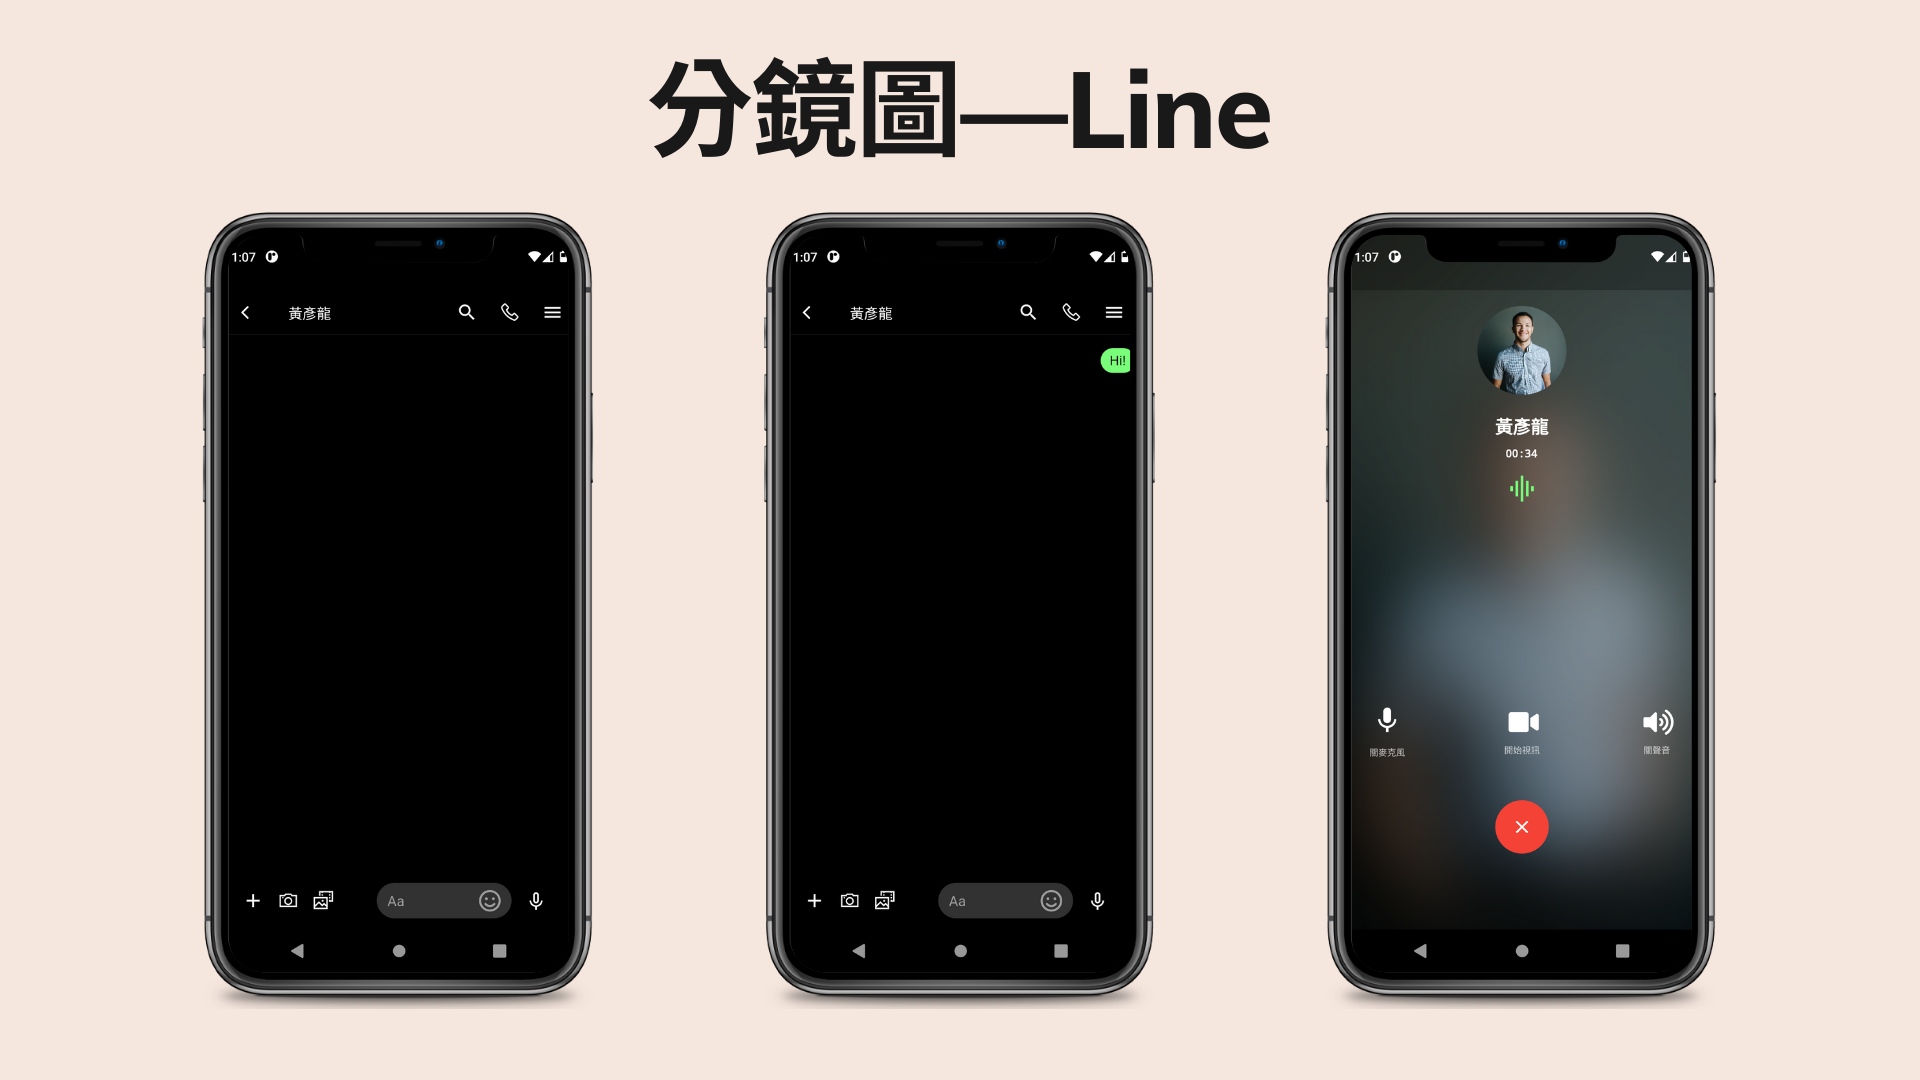 分鏡圖—Line
1:07
黃彥龍
Aa
1:07
黃彥龍
Hi!
Aa
1:07
黃彥龍
00:34
關麥克風
開始視訊
關聲音